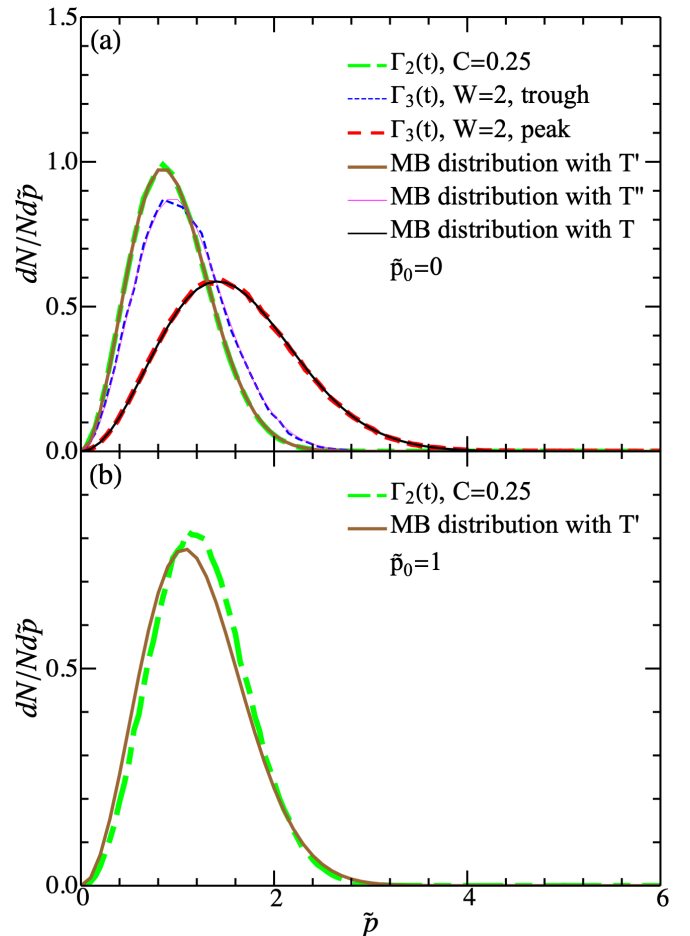 1.5
(a)
Γ₂(t), C=0.25
Γ₃(t), W=2, trough
Γ₃(t), W=2, peak
MB distribution with T'
MB distribution with T"
MB distribution with T
p̃₀=0
1.0
dN/Ndp̃
0.5
0.0
(b)
Γ₂(t), C=0.25
MB distribution with T'
p̃₀=1
dN/Ndp̃
0.5
0.0
0 2 4 6
p̃